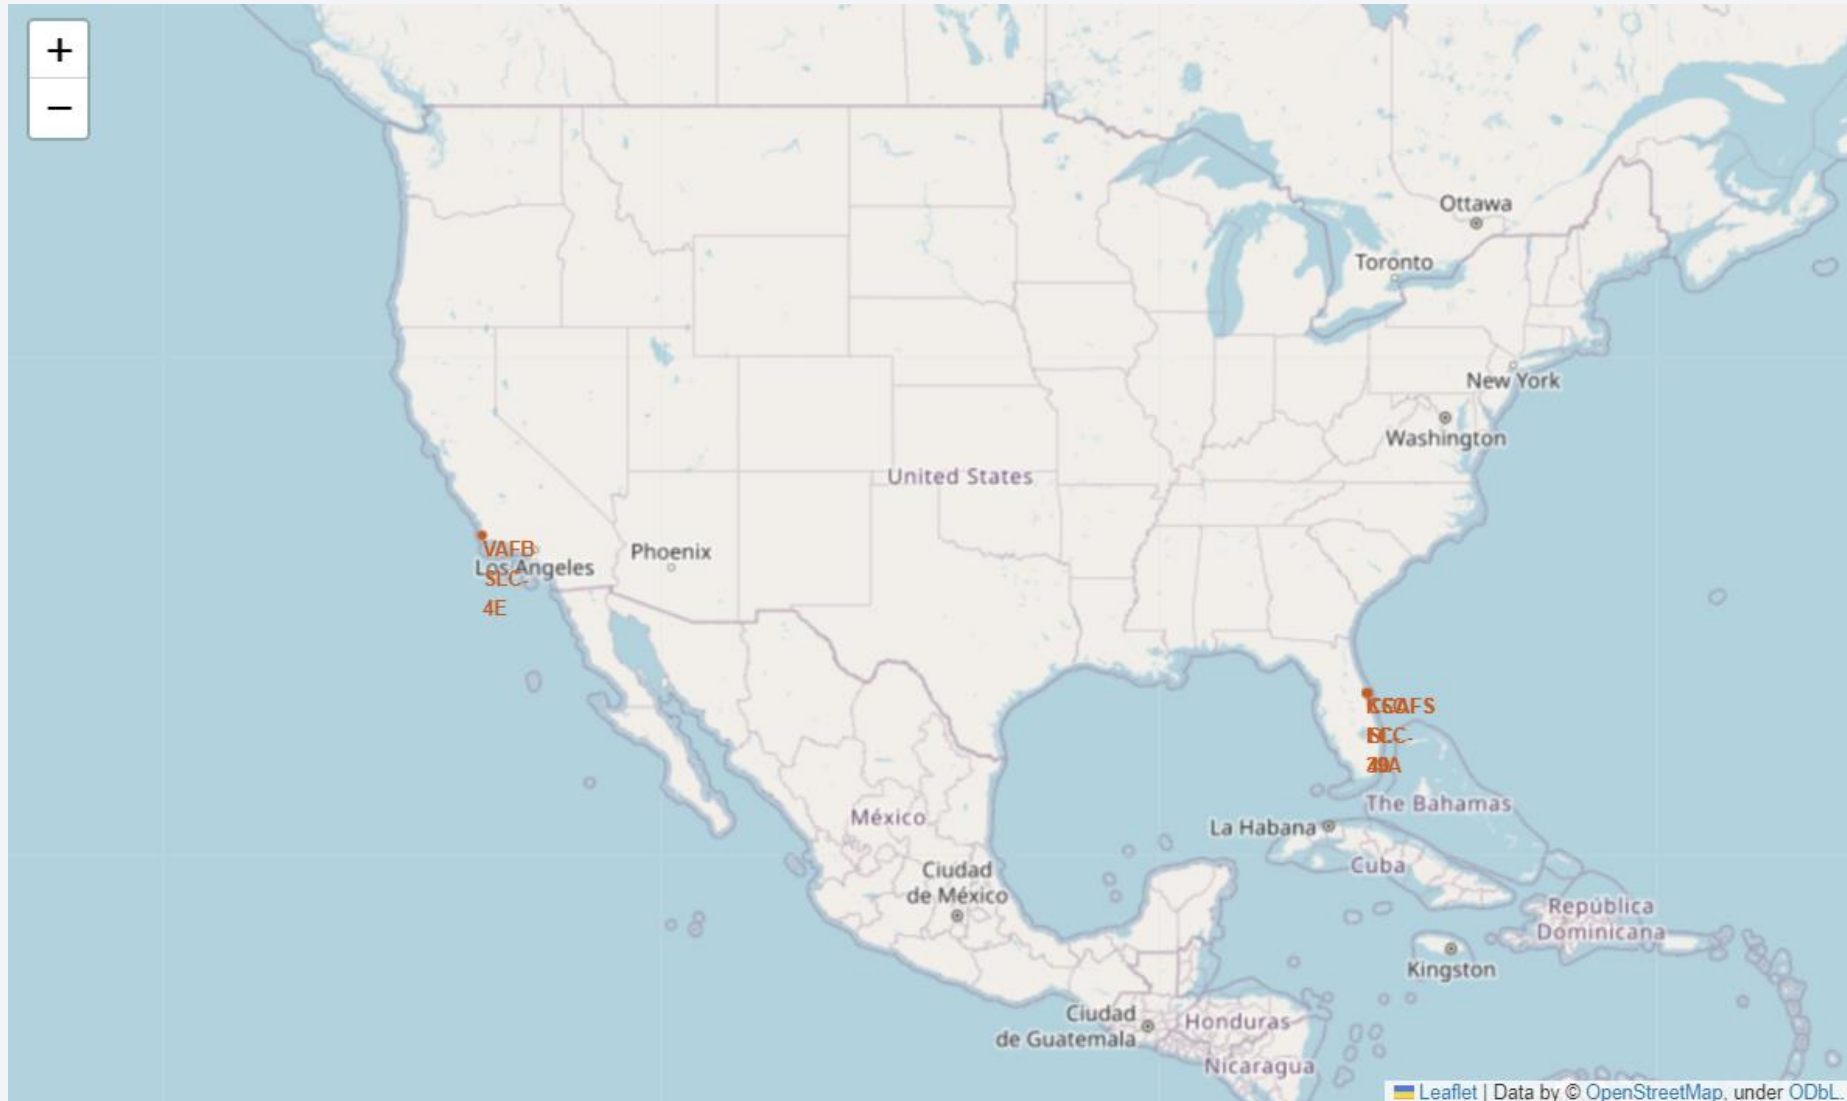 +
−
Ottawa
Toronto
New York
Washington
United States
VAFB
SLC-
4E
Los Angeles
Phoenix
The Bahamas
La Habana
México
Cuba
Ciudad
de México
República
Dominicana
Kingston
Ciudad
de Guatemala
Honduras
Nicaragua
Leaflet | Data by © OpenStreetMap, under ODbL.